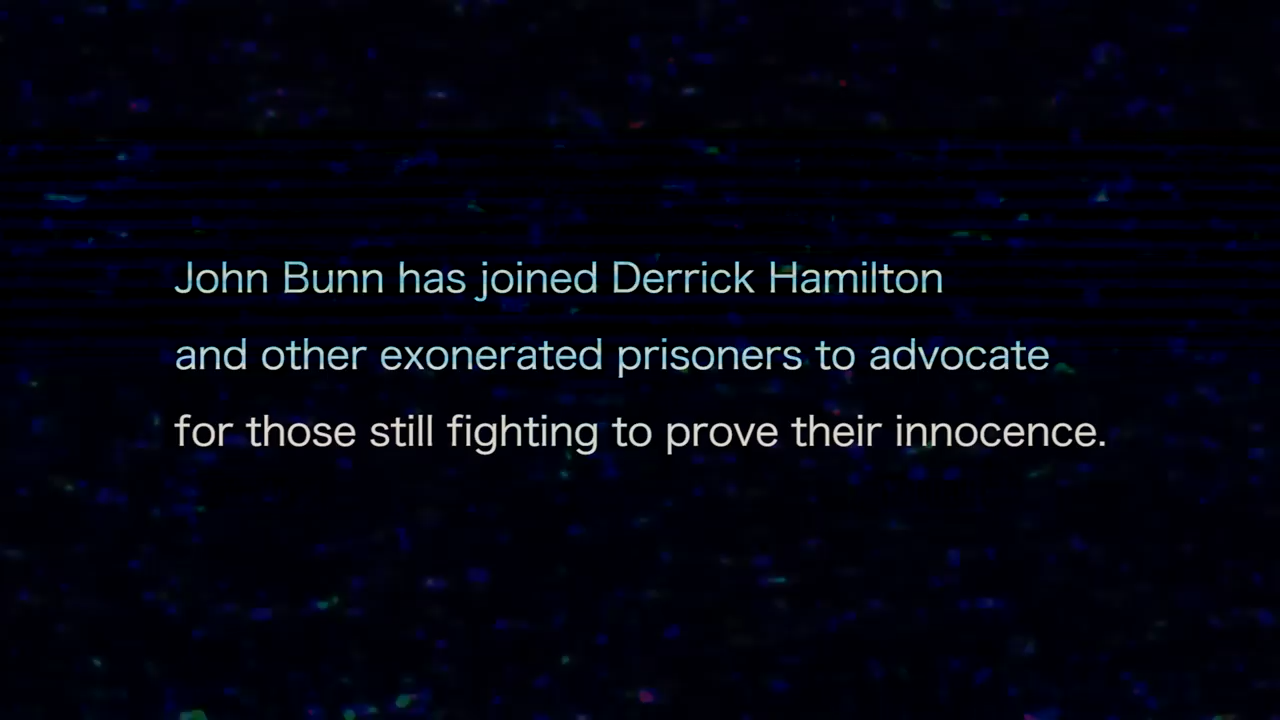 John Bunn has joined Derrick Hamilton
and other exonerated prisoners to advocate
for those still fighting to prove their innocence.